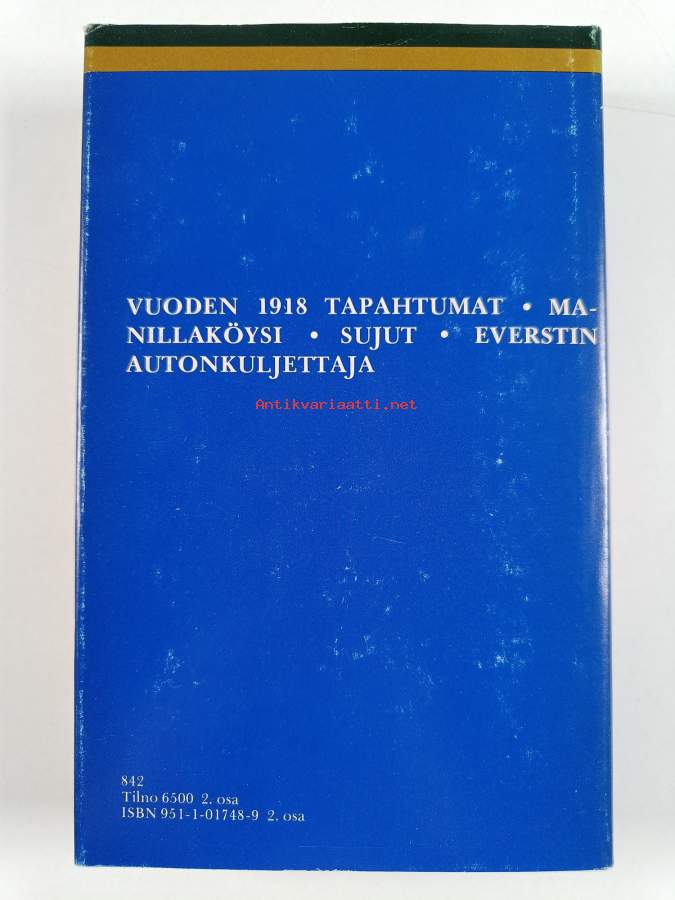 VUODEN 1918 TAPAHTUMAT • MA-
NILLAKÖYSI • SUJUT • EVERSTIN
AUTONKULJETTAJA
Antikvariaatti.net
842
Tilno 6500 2. osa
ISBN 951-1-01748-9 2. osa